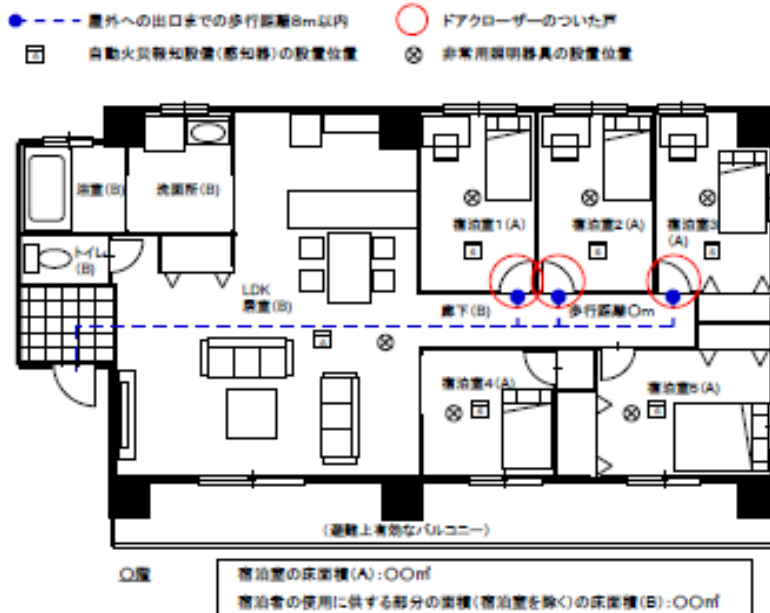 屋外への出口までの歩行距離8m以内
ドアクローザーのついた戸
自動火災報知設備(感知器)の設置位置
非常用照明器具の設置位置
浴室(B)
洗面所(B)
宿泊室1(A)
宿泊室2(A)
宿泊室3
(A)
トイレ
(B)
LDK
居室(B)
廊下(B)
歩行距離〇m
宿泊室4(A)
宿泊室5(A)
(避難上有効なバルコニー)
〇階
宿泊室の床面積(A):〇〇㎡
宿泊者の使用に供する部分の面積(宿泊室を除く)の床面積(B):〇〇㎡